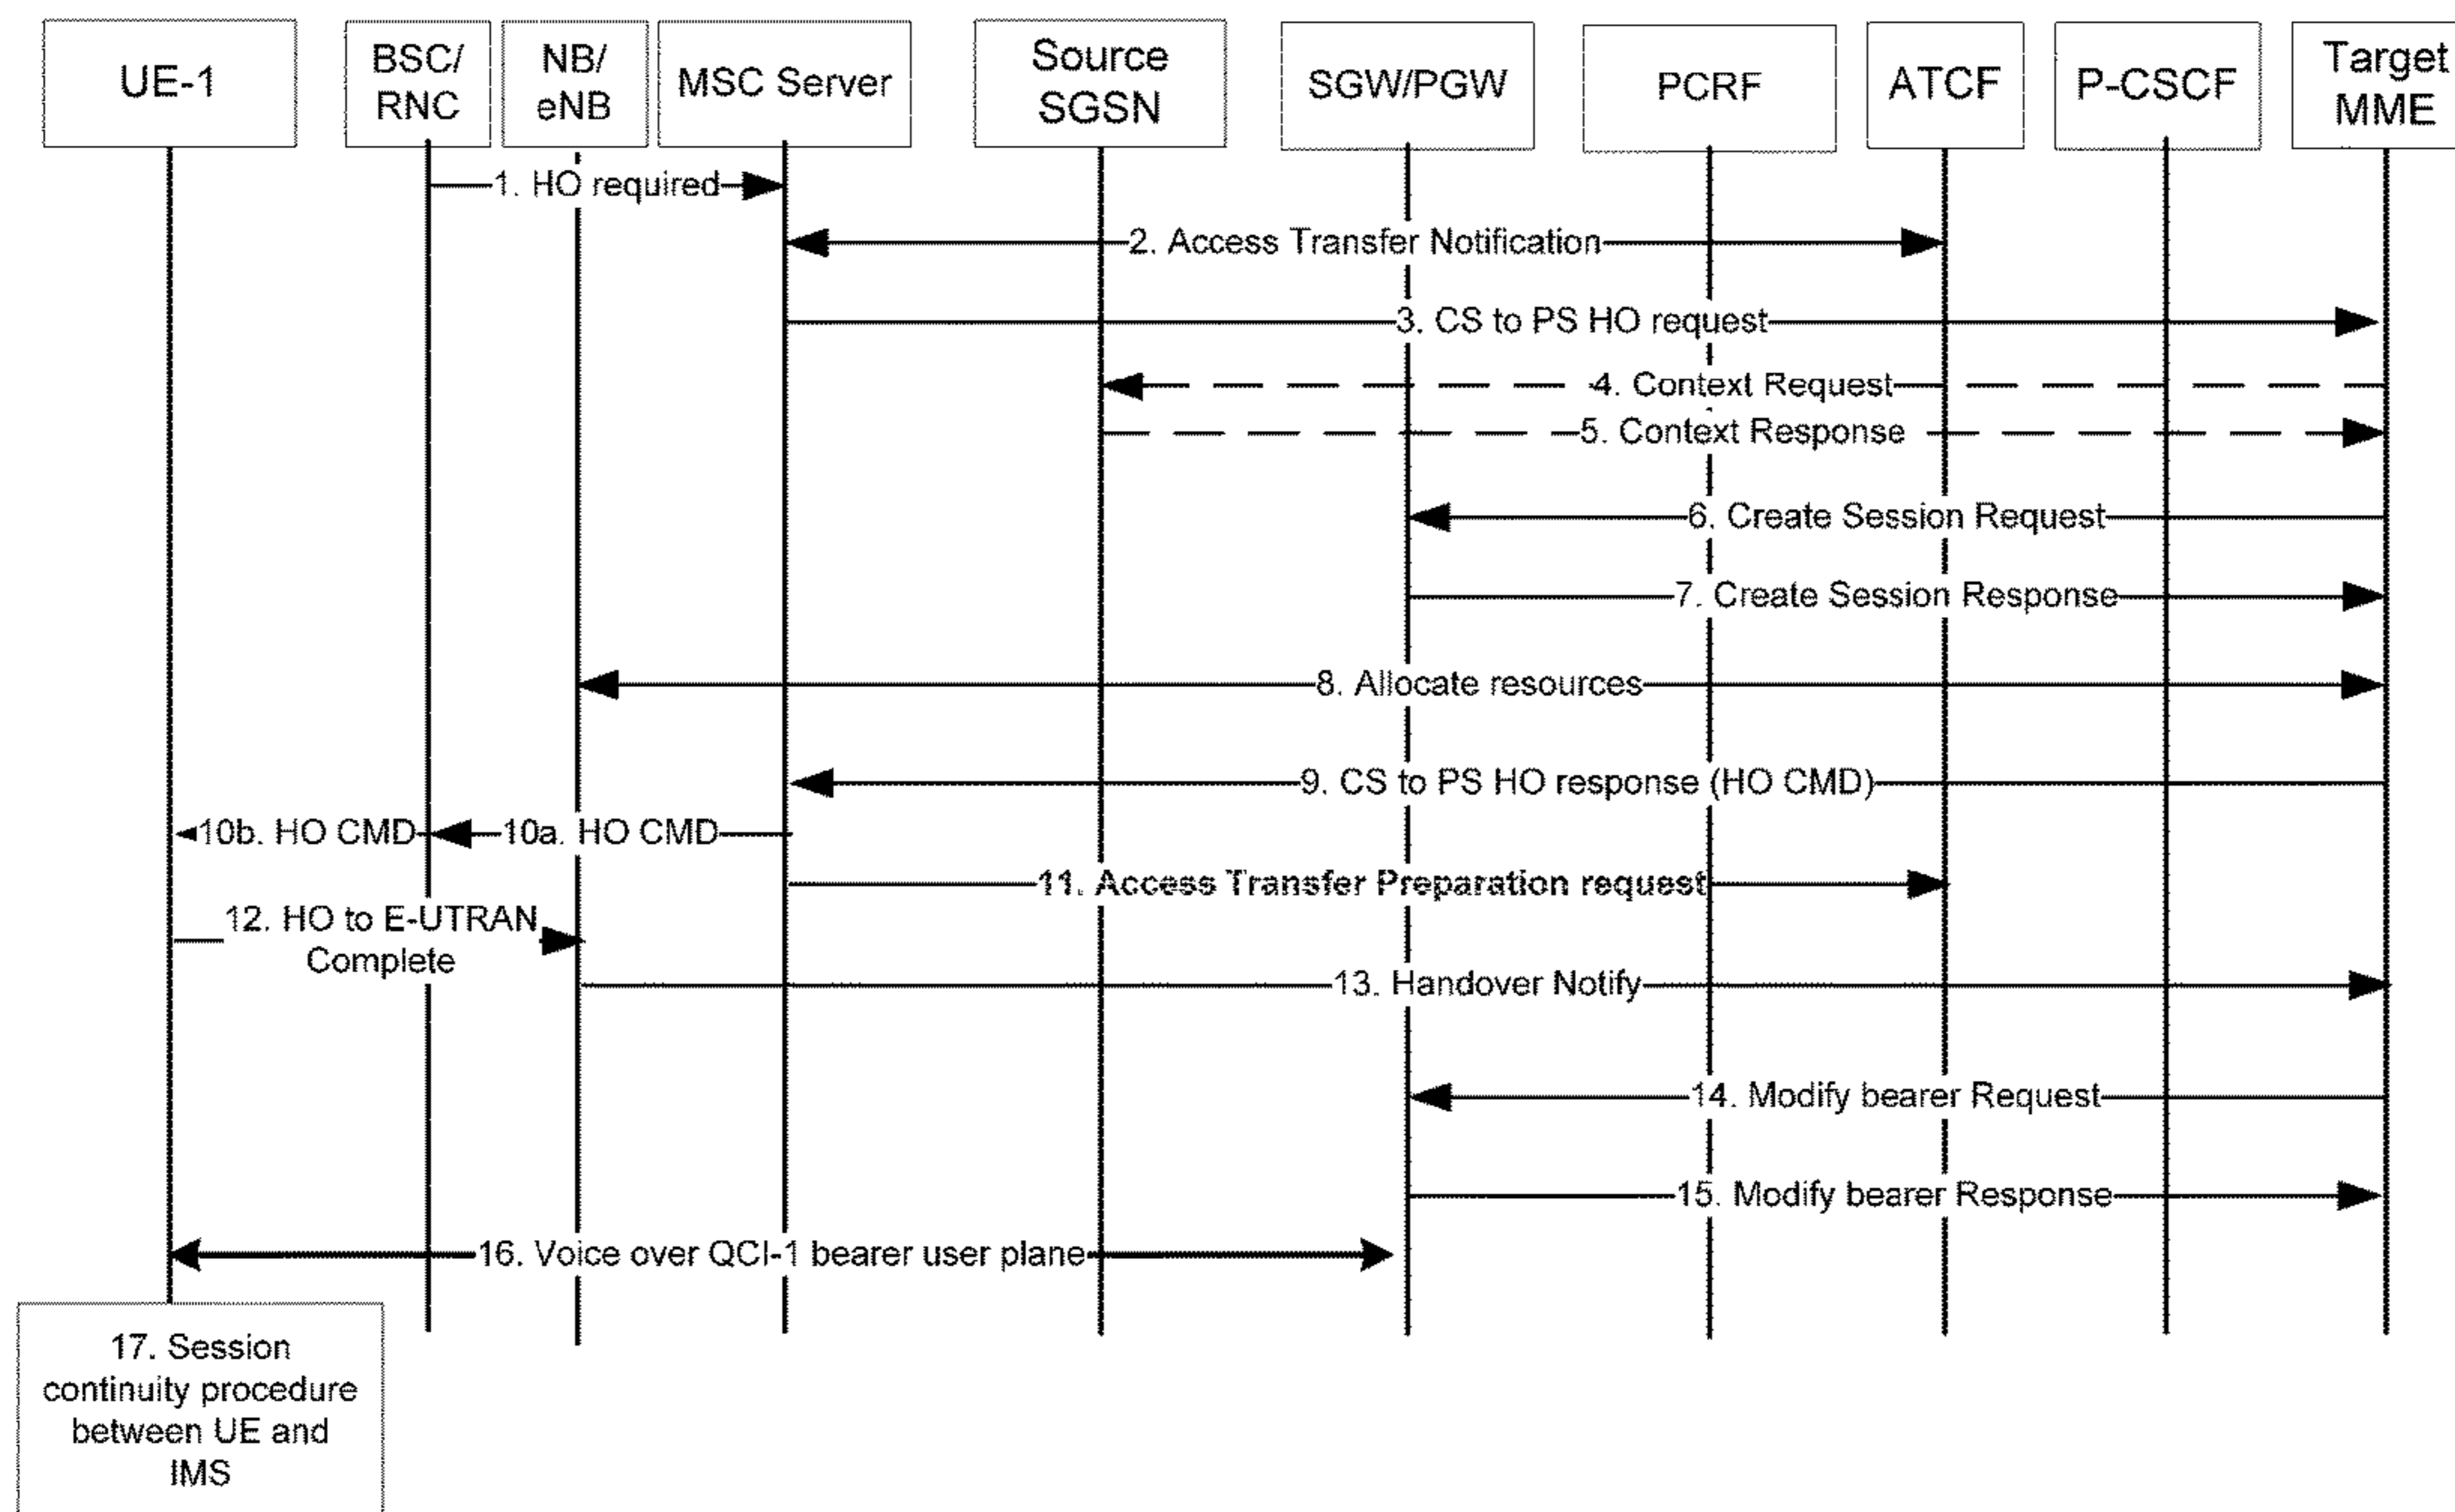 UE-1
BSC/
RNC
NB/
eNB
MSC Server
Source
SGSN
SGW/PGW
PCRF
ATCF
P-CSCF
Target
MME
1. HO required
2. Access Transfer Notification
3. CS to PS HO request
4. Context Request
5. Context Response
6. Create Session Request
7. Create Session Response
8. Allocate resources
9. CS to PS HO response (HO CMD)
10b. HO CMD
10a. HO CMD
11. Access Transfer Preparation request
12. HO to E-UTRAN
Complete
13. Handover Notify
14. Modify bearer Request
15. Modify bearer Response
16. Voice over QCI-1 bearer user plane
17. Session
continuity procedure
between UE and
IMS